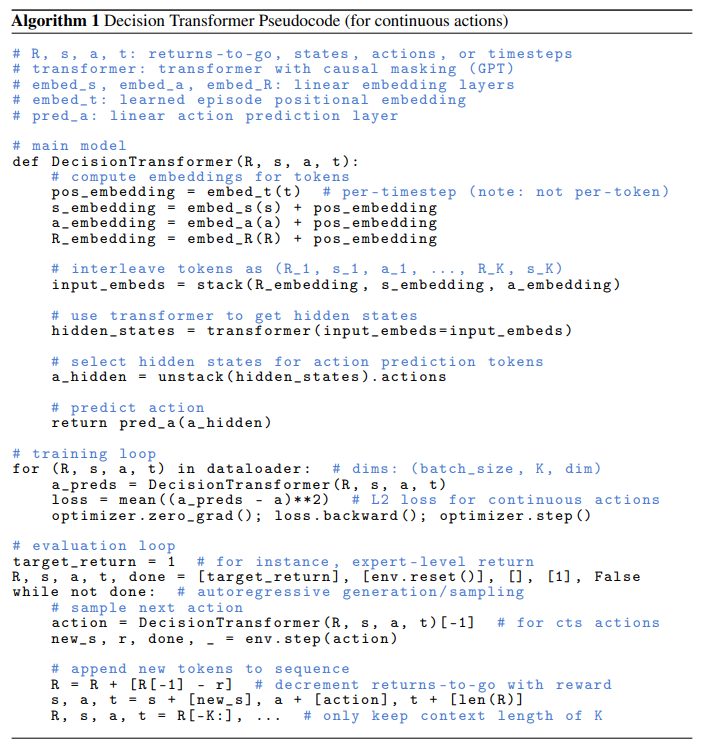 Algorithm 1 Decision Transformer Pseudocode (for continuous actions)
# R, s, a, t: returns-to-go, states, actions, or timesteps
# transformer: transformer with causal masking (GPT)
# embed_s, embed_a, embed_R: linear embedding layers
# embed_t: learned episode positional embedding
# pred_a: linear action prediction layer
# main model
def DecisionTransformer(R, s, a, t):
    # compute embeddings for tokens
    pos_embedding = embed_t(t)  # per-timestep (note: not per-token)
    s_embedding = embed_s(s) + pos_embedding
    a_embedding = embed_a(a) + pos_embedding
    R_embedding = embed_R(R) + pos_embedding
    # interleave tokens as (R_1, s_1, a_1, ..., R_K, s_K)
    input_embeds = stack(R_embedding, s_embedding, a_embedding)
    # use transformer to get hidden states
    hidden_states = transformer(input_embeds=input_embeds)
    # select hidden states for action prediction tokens
    a_hidden = unstack(hidden_states).actions
    # predict action
    return pred_a(a_hidden)
# training loop
for (R, s, a, t) in dataloader:  # dims: (batch_size, K, dim)
    a_preds = DecisionTransformer(R, s, a, t)
    loss = mean((a_preds - a)**2)  # L2 loss for continuous actions
    optimizer.zero_grad(); loss.backward(); optimizer.step()
# evaluation loop
target_return = 1  # for instance, expert-level return
R, s, a, t, done = [target_return], [env.reset()], [], [1], False
while not done:  # autoregressive generation/sampling
    # sample next action
    action = DecisionTransformer(R, s, a, t)[-1]  # for cts actions
    new_s, r, done, _ = env.step(action)
    # append new tokens to sequence
    R = R + [R[-1] - r]  # decrement returns-to-go with reward
    s, a, t = s + [new_s], a + [action], t + [len(R)]
    R, s, a, t = R[-K:], ...  # only keep context length of K